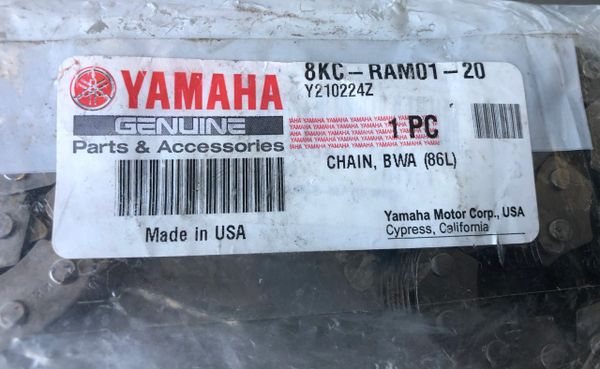 YAMAHA
GENUINE
Parts & Accessories
Made in USA
8KC-RAM01-20
Y210224Z
1 PC
CHAIN, BWA (86L)
Yamaha Motor Corp., USA
Cypress, California